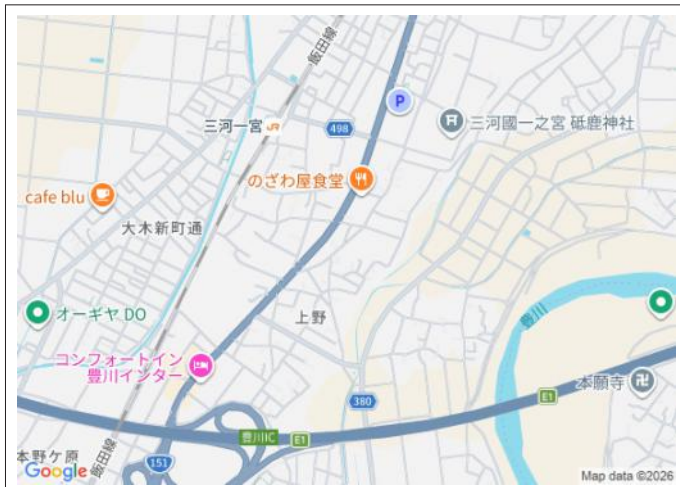 飯田線
P
三河一宮
498
三河國一之宮 砥鹿神社
のざわ屋食堂
cafe blu
大木新町通
オーギヤ DO
上野
豊川
コンフォートイン
豊川インター
本願寺
380
E1
豊川IC
E1
本野ケ原
飯田線
151
Google
Map data ©2026